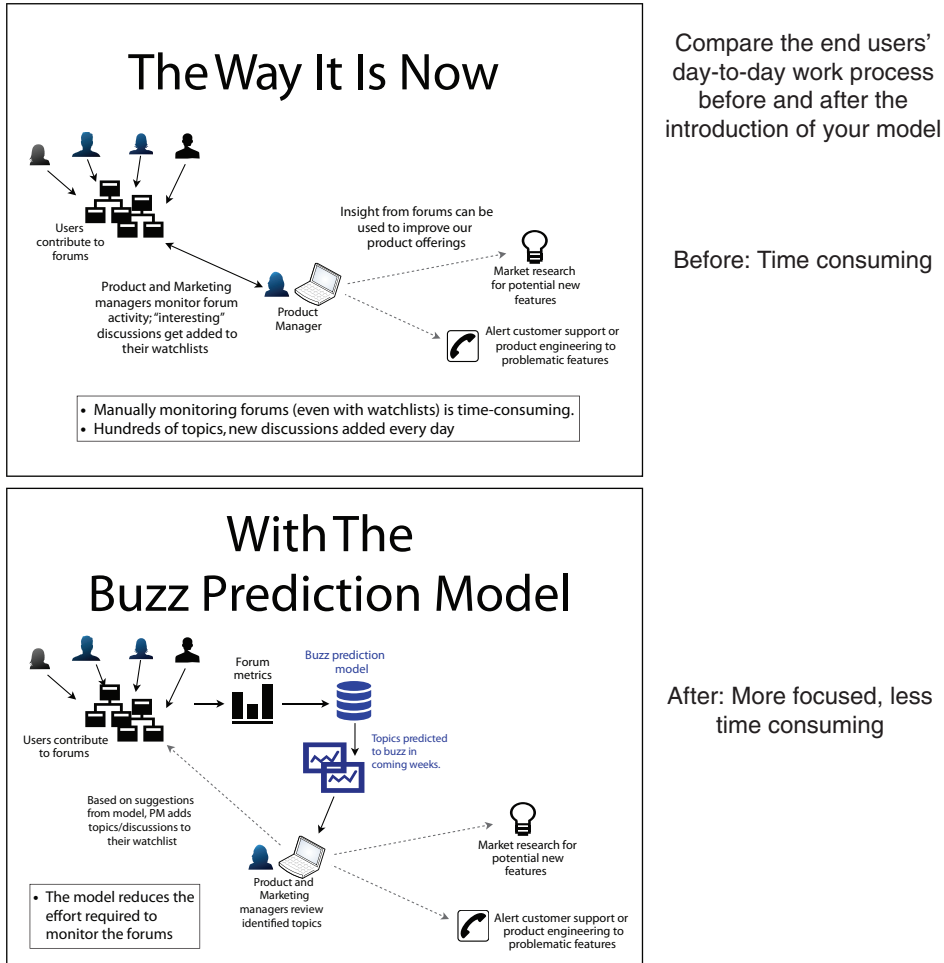 The Way It Is Now
Users
contribute to
forums
Product and Marketing
managers monitor forum
activity; “interesting”
discussions get added to
their watchlists
Product
Manager
Insight from forums can be
used to improve our
product offerings
Market research
for potential new
features
Alert customer support or
product engineering to
problematic features
• Manually monitoring forums (even with watchlists) is time-consuming.
• Hundreds of topics, new discussions added every day
Compare the end users’
day-to-day work process
before and after the
introduction of your model
Before: Time consuming
With The
Buzz Prediction Model
Users contribute
to forums
Forum
metrics
Buzz prediction
model
Topics predicted
to buzz in
coming weeks.
Based on suggestions
from model, PM adds
topics/discussions to
their watchlist
Product and
Marketing
managers review
identified topics
Market research for
potential new
features
Alert customer support or
product engineering to
problematic features
• The model reduces the
effort required to
monitor the forums
After: More focused, less
time consuming